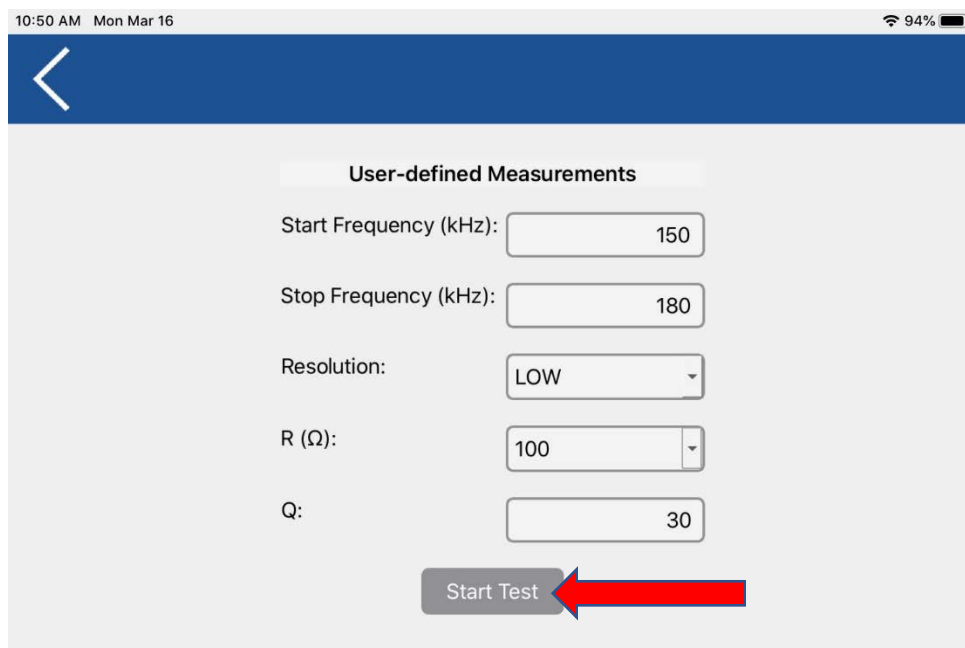 10:50 AM Mon Mar 16 94%
User-defined Measurements
Start Frequency (kHz): 150
Stop Frequency (kHz): 180
Resolution: LOW
R (Ω): 100
Q: 30
Start Test